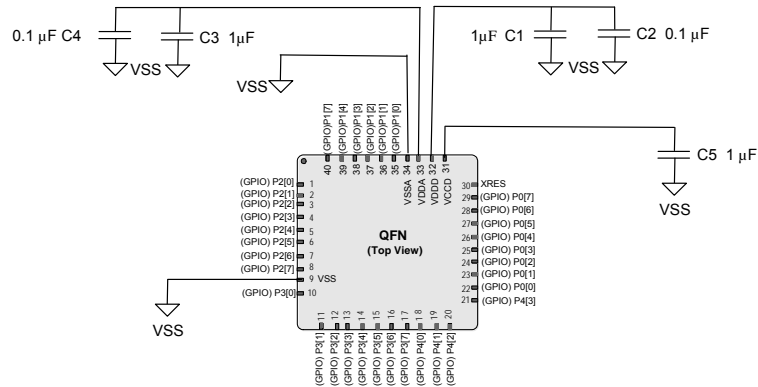 0.1 µF C4
C3 1µF
VSS
VSS
1µF C1
C2 0.1 µF
VSS
C5 1 µF
VSS
40 (GPIO)P1[7]
39 (GPIO)P1[4]
38 (GPIO)P1[3]
37 (GPIO)P1[2]
36 (GPIO)P1[1]
35 (GPIO)P1[0]
34 VSSA
33 VDDA
32 VDDD
31 VCCD
(GPIO) P2[0] 1
(GPIO) P2[1] 2
(GPIO) P2[2] 3
(GPIO) P2[3] 4
(GPIO) P2[4] 5
(GPIO) P2[5] 6
(GPIO) P2[6] 7
(GPIO) P2[7] 8
9 VSS
(GPIO) P3[0] 10
VSS
QFN
(Top View)
30 XRES
29 (GPIO) P0[7]
28 (GPIO) P0[6]
27 (GPIO) P0[5]
26 (GPIO) P0[4]
25 (GPIO) P0[3]
24 (GPIO) P0[2]
23 (GPIO) P0[1]
22 (GPIO) P0[0]
21 (GPIO) P4[3]
(GPIO) P3[1] 11
(GPIO) P3[2] 12
(GPIO) P3[3] 13
(GPIO) P3[4] 14
(GPIO) P3[5] 15
(GPIO) P3[6] 16
(GPIO) P3[7] 17
(GPIO) P4[0] 18
(GPIO) P4[1] 19
(GPIO) P4[2] 20